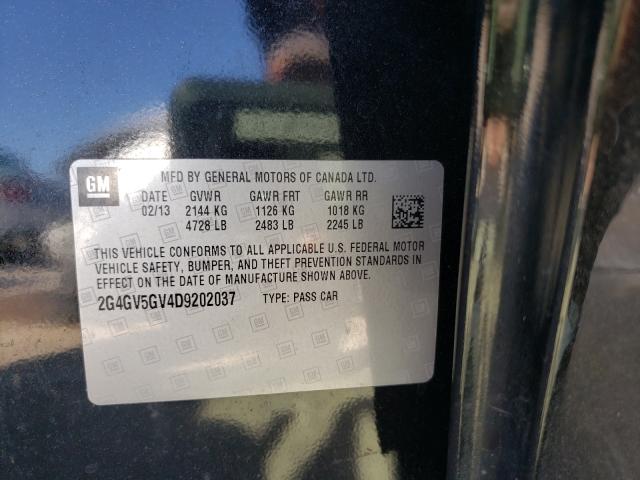 GM
MFD BY GENERAL MOTORS OF CANADA LTD.
DATE GVWR GAWR FRT GAWR RR
02/13 2144 KG 1126 KG 1018 KG
4728 LB 2483 LB 2245 LB
THIS VEHICLE CONFORMS TO ALL APPLICABLE U.S. FEDERAL MOTOR
VEHICLE SAFETY, BUMPER, AND THEFT PREVENTION STANDARDS IN
EFFECT ON THE DATE OF MANUFACTURE SHOWN ABOVE.
2G4GV5GV4D9202037 TYPE: PASS CAR